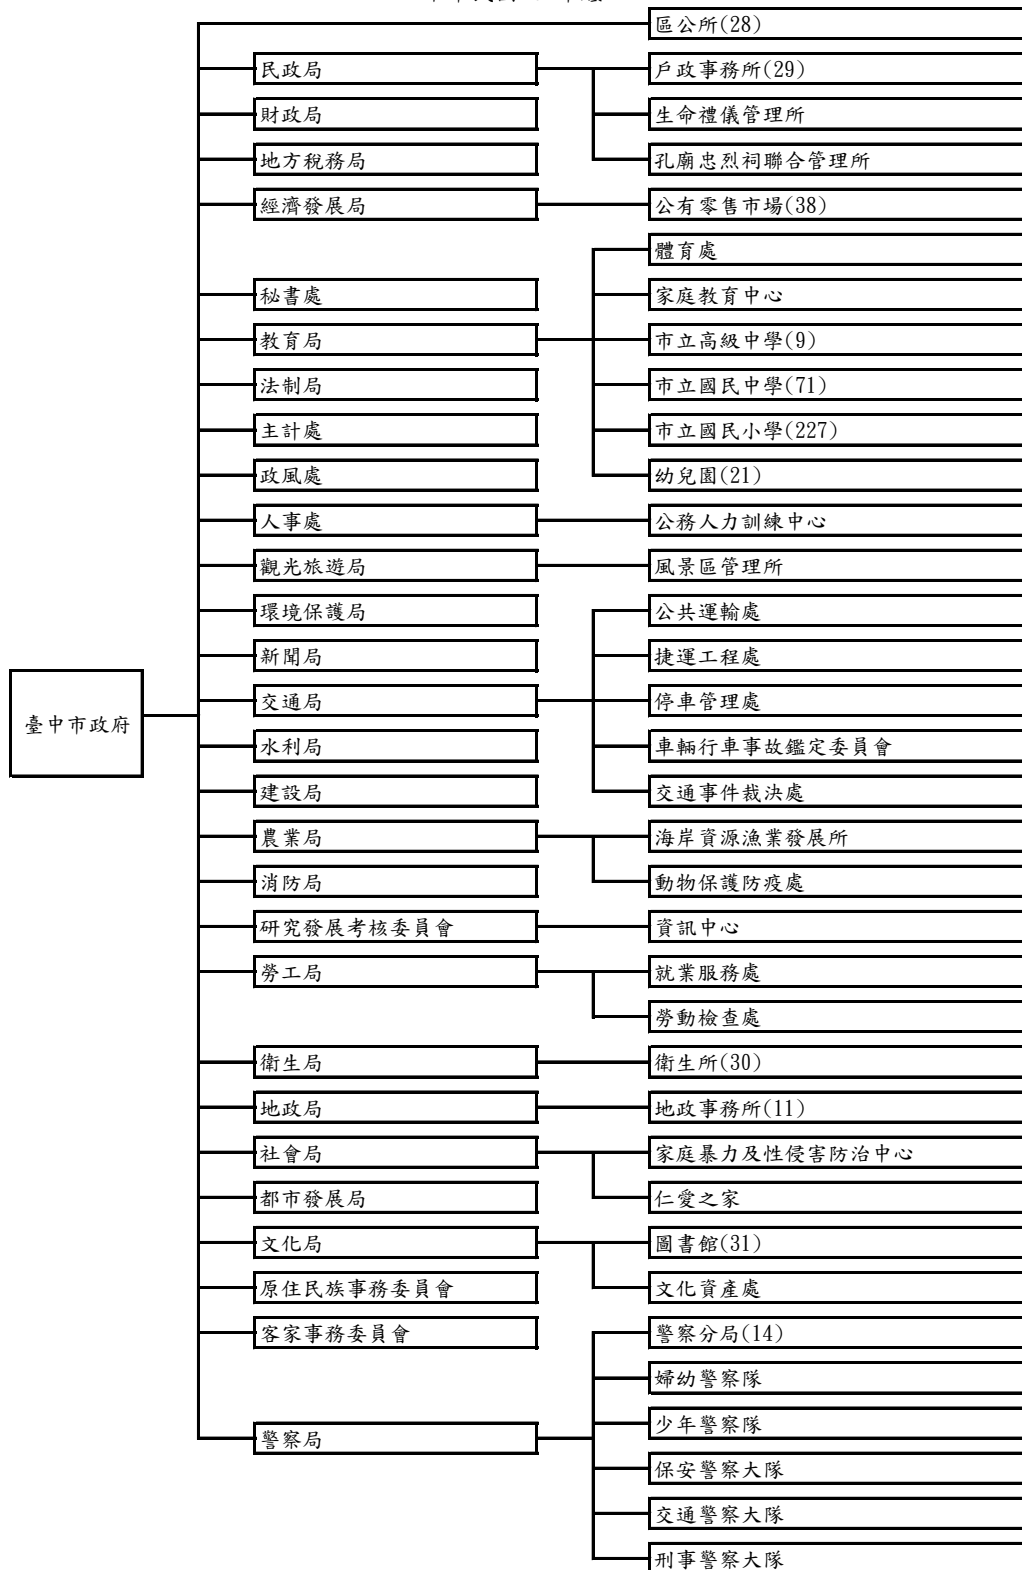 區公所(28)
民政局
戶政事務所(29)
財政局
生命禮儀管理所
地方稅務局
孔廟忠烈祠聯合管理所
經濟發展局
公有零售市場(38)
體育處
秘書處
家庭教育中心
教育局
市立高級中學(9)
法制局
市立國民中學(71)
主計處
市立國民小學(227)
政風處
幼兒園(21)
人事處
公務人力訓練中心
觀光旅遊局
風景區管理所
環境保護局
公共運輸處
新聞局
捷運工程處
交通局
停車管理處
臺中市政府
水利局
車輛行車事故鑑定委員會
建設局
交通事件裁決處
農業局
海岸資源漁業發展所
消防局
動物保護防疫處
研究發展考核委員會
資訊中心
勞工局
就業服務處
勞動檢查處
衛生局
衛生所(30)
地政局
地政事務所(11)
社會局
家庭暴力及性侵害防治中心
都市發展局
仁愛之家
文化局
圖書館(31)
原住民族事務委員會
文化資產處
客家事務委員會
警察分局(14)
婦幼警察隊
少年警察隊
警察局
保安警察大隊
交通警察大隊
刑事警察大隊